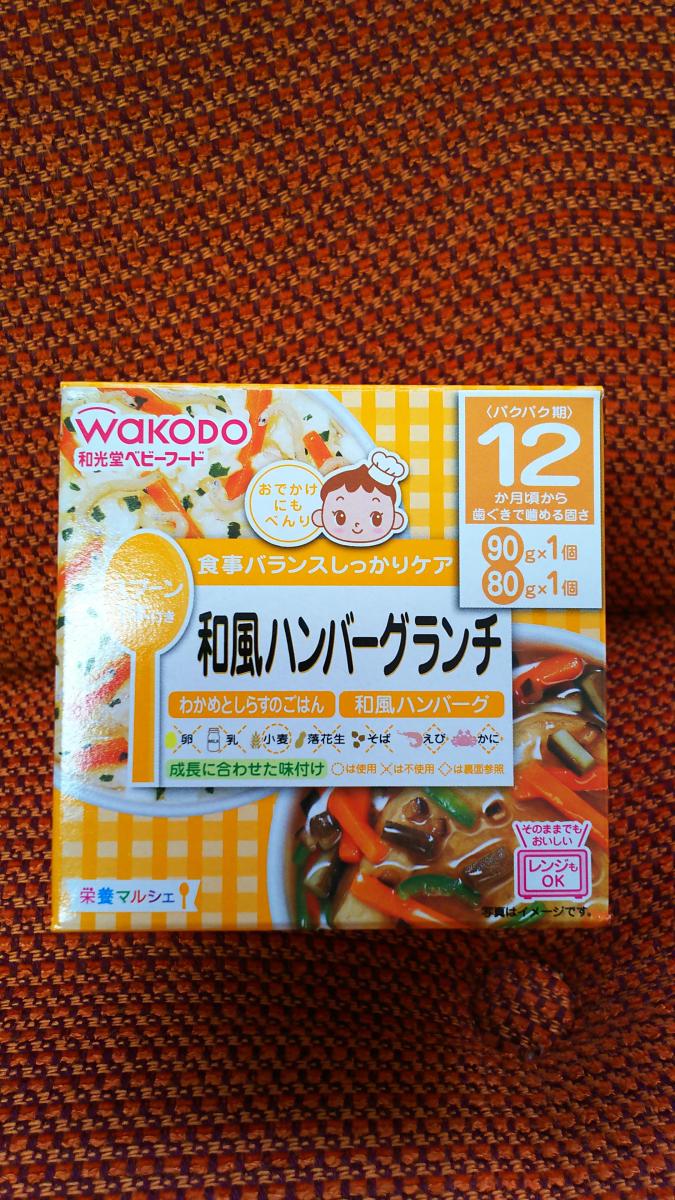 WAKODO
和光堂ベビーフード
〈パクパク期〉
12
か月頃から
歯ぐきで噛める固さ
90g×1個
80g×1個
おでかけ
にも
べんり
食事バランスしっかりケア
和風ハンバーグランチ
わかめとしらすのごはん
和風ハンバーグ
卵 MILK 乳 小麦 落花生 そば えび かに
成長に合わせた味付け
は使用 は不使用 は裏面参照
栄養マルシェ
そのままでも
おいしい
レンジも
OK
写真はイメージです。